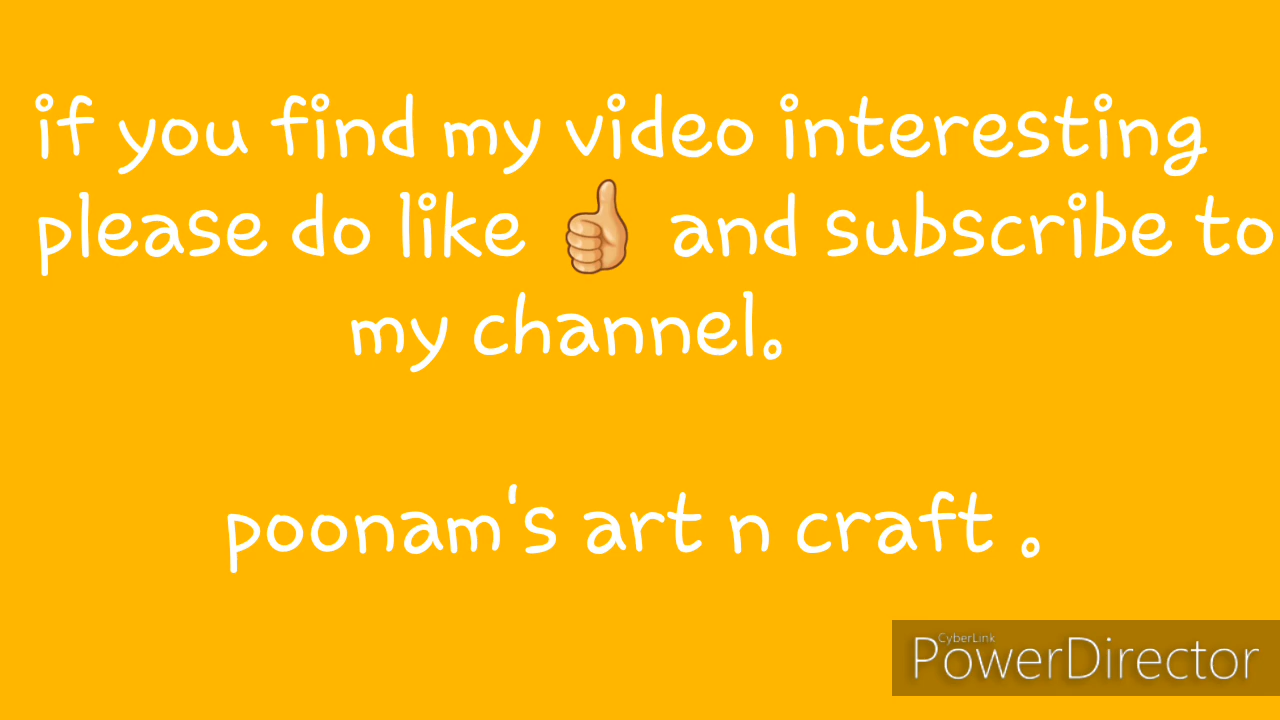 if you find my video interesting
please do like 👍 and subscribe to
my channel.
poonam's art n craft .
CyberLink
PowerDirector